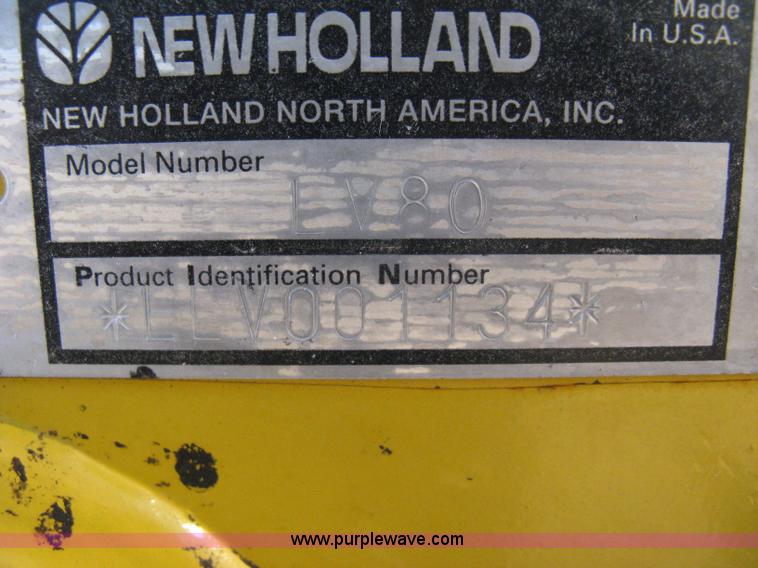 Made
In U.S.A.
NEW HOLLAND
NEW HOLLAND NORTH AMERICA, INC.
Model Number
LV80
Product Identification Number
*LLV001134*
www.purplewave.com